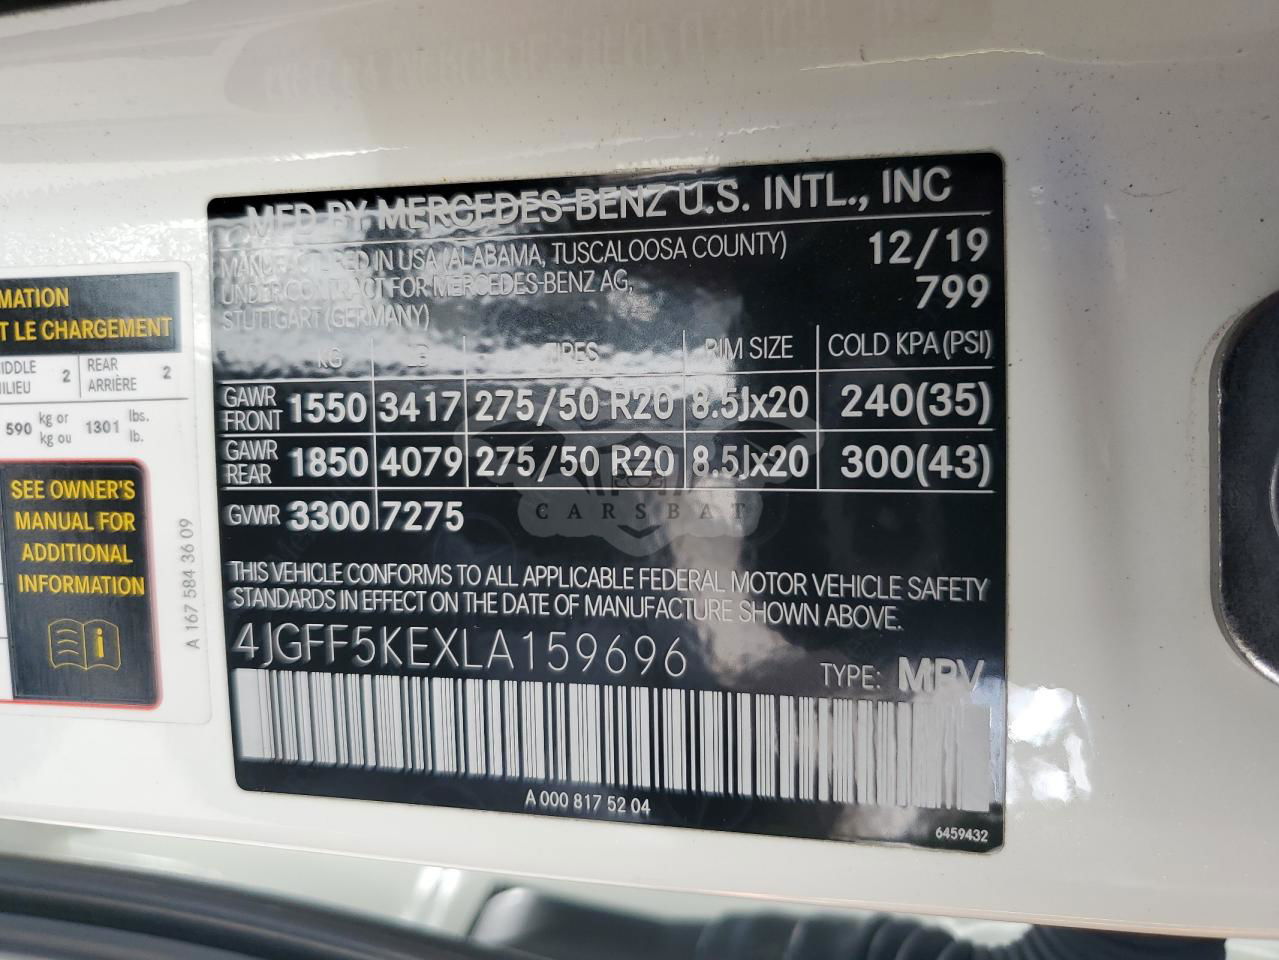 MATION
T LE CHARGEMENT
IDDLE
ILIEU 2
REAR
ARRIÈRE 2
590 kg or
kg ou 1301 lbs.
lb.
SEE OWNER'S
MANUAL FOR
ADDITIONAL
INFORMATION
A 167 584 36 09
MFD BY MERCEDES-BENZ U.S. INTL., INC
MANUFACTURED IN USA (ALABAMA, TUSCALOOSA COUNTY) 12/19
UNDER CONTRACT FOR MERCEDES-BENZ AG, 799
STUTTGART (GERMANY)
KG LB TIRES RIM SIZE COLD KPA (PSI)
GAWR
FRONT 1550 3417 275/50 R20 8.5Jx20 240(35)
GAWR
REAR 1850 4079 275/50 R20 8.5Jx20 300(43)
GVWR 3300 7275
CARSBAT
THIS VEHICLE CONFORMS TO ALL APPLICABLE FEDERAL MOTOR VEHICLE SAFETY
STANDARDS IN EFFECT ON THE DATE OF MANUFACTURE SHOWN ABOVE.
4JGFF5KEXLA159696 TYPE: MPV
A 000 817 52 04
6459432